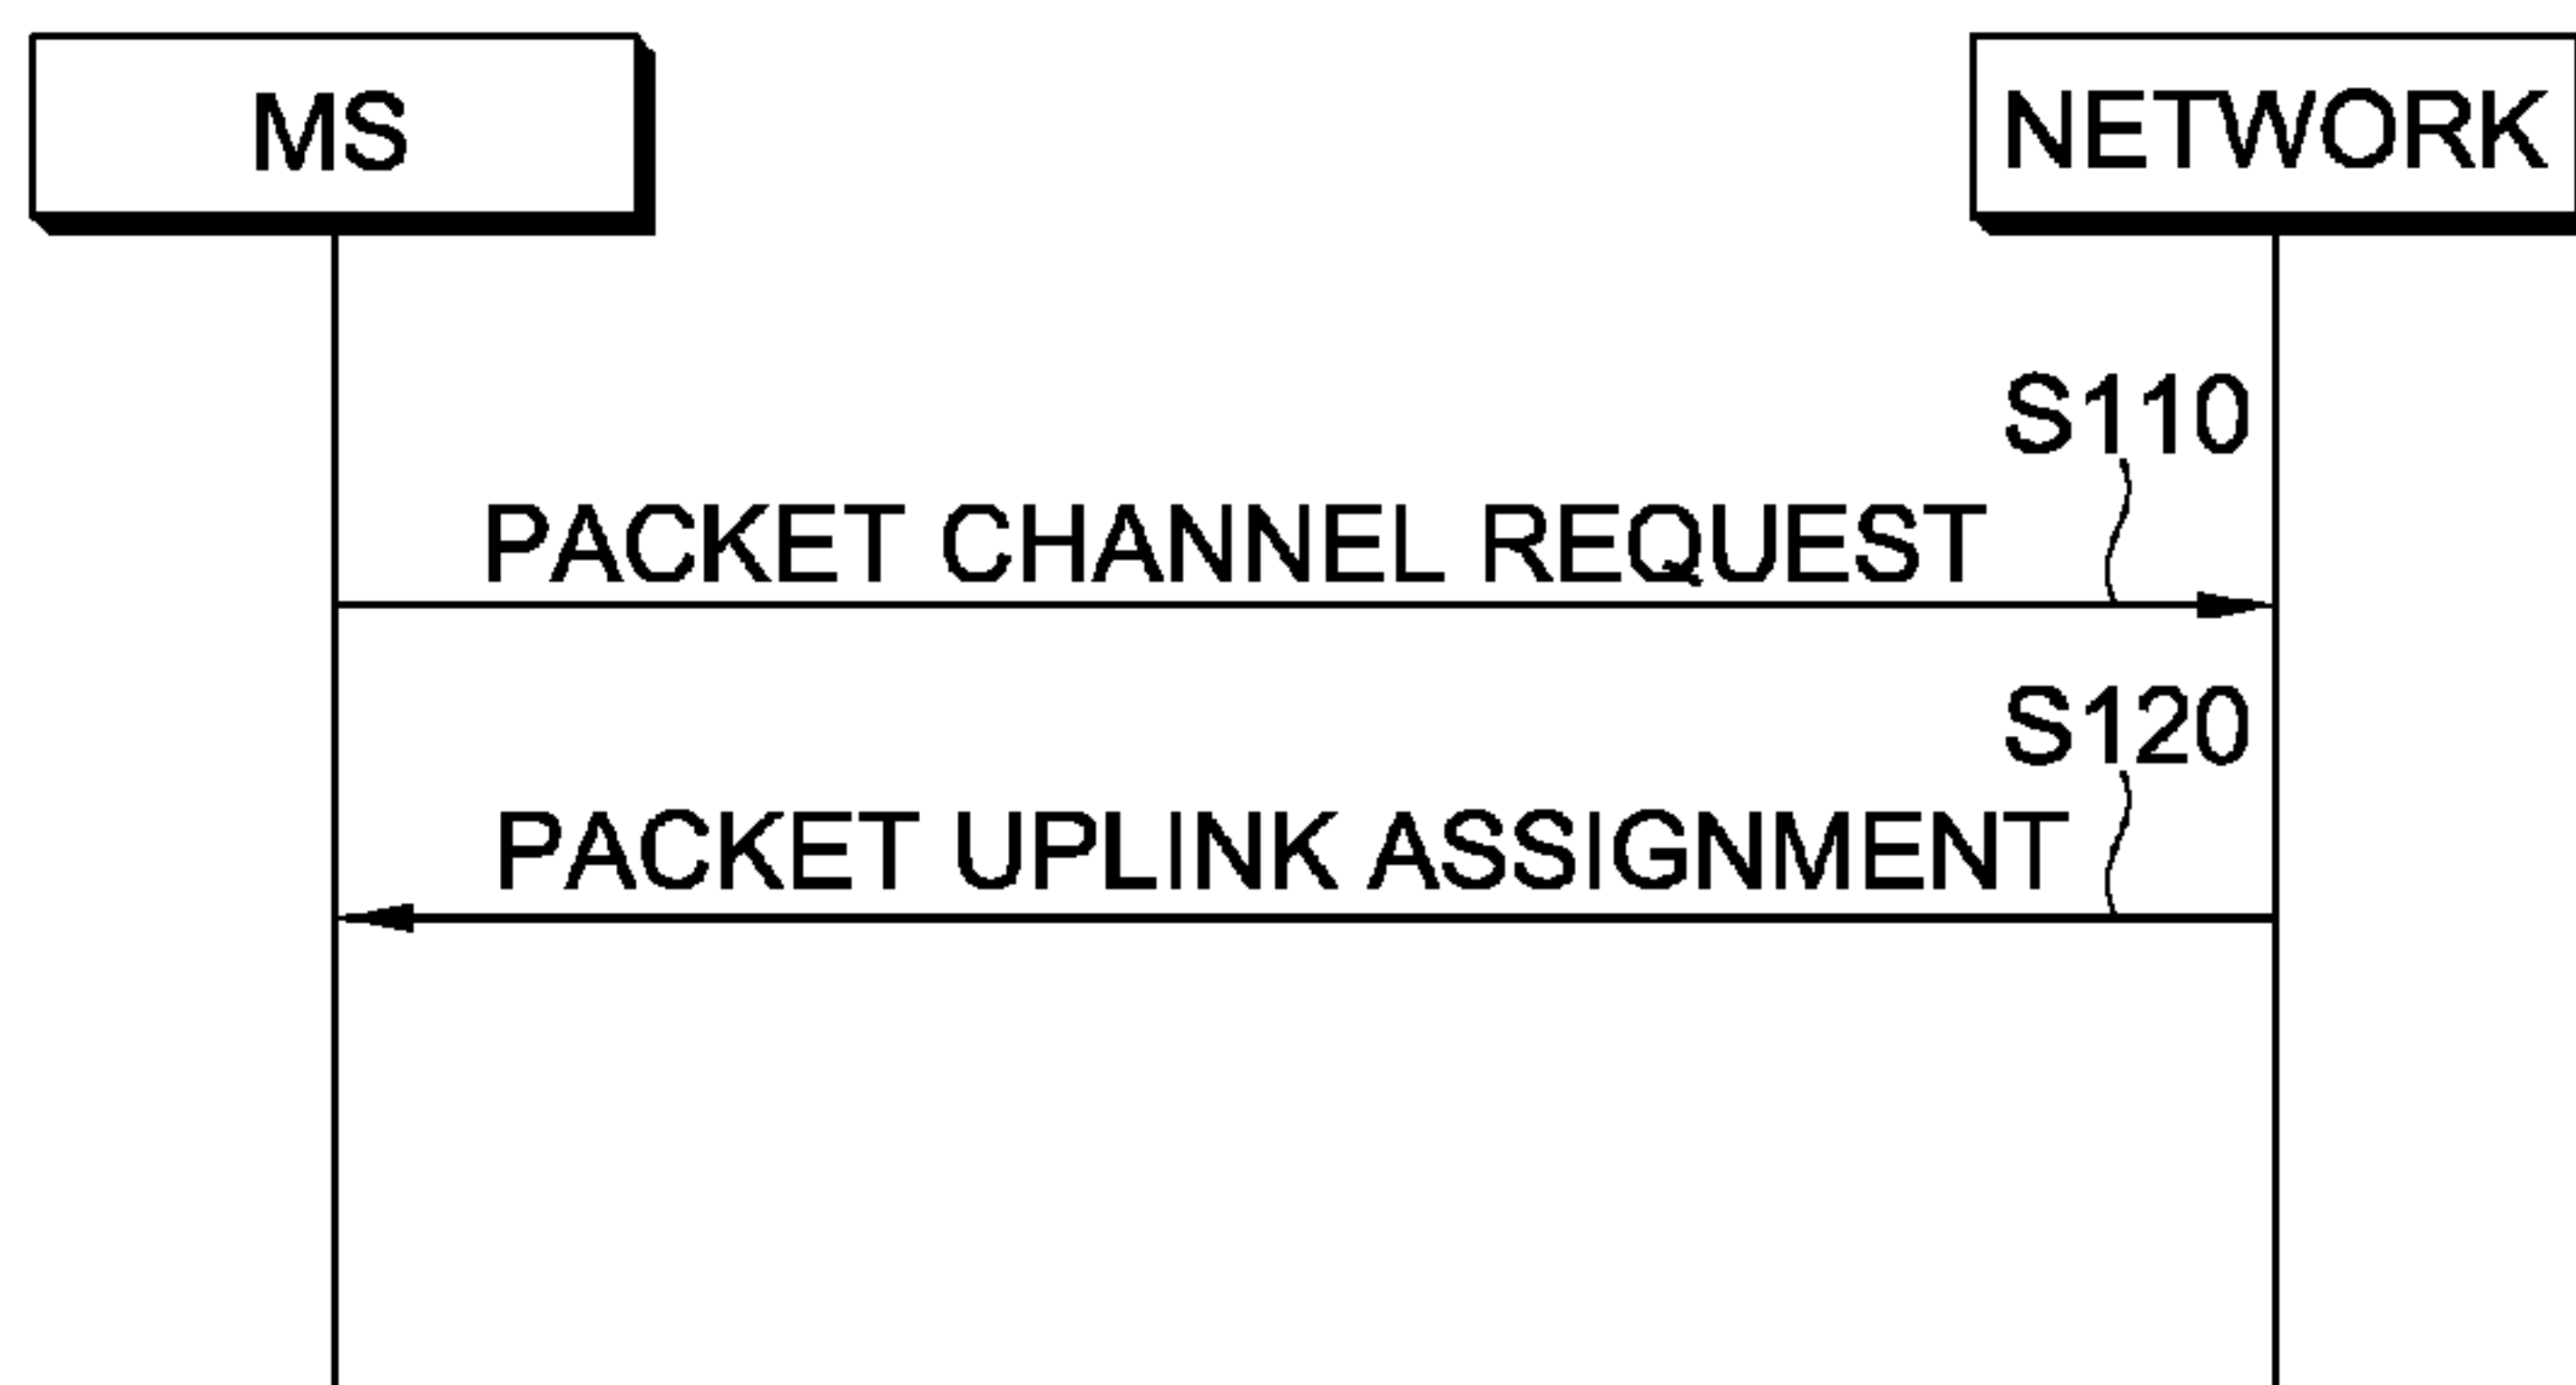 MS
NETWORK
S110
PACKET CHANNEL REQUEST
S120
PACKET UPLINK ASSIGNMENT